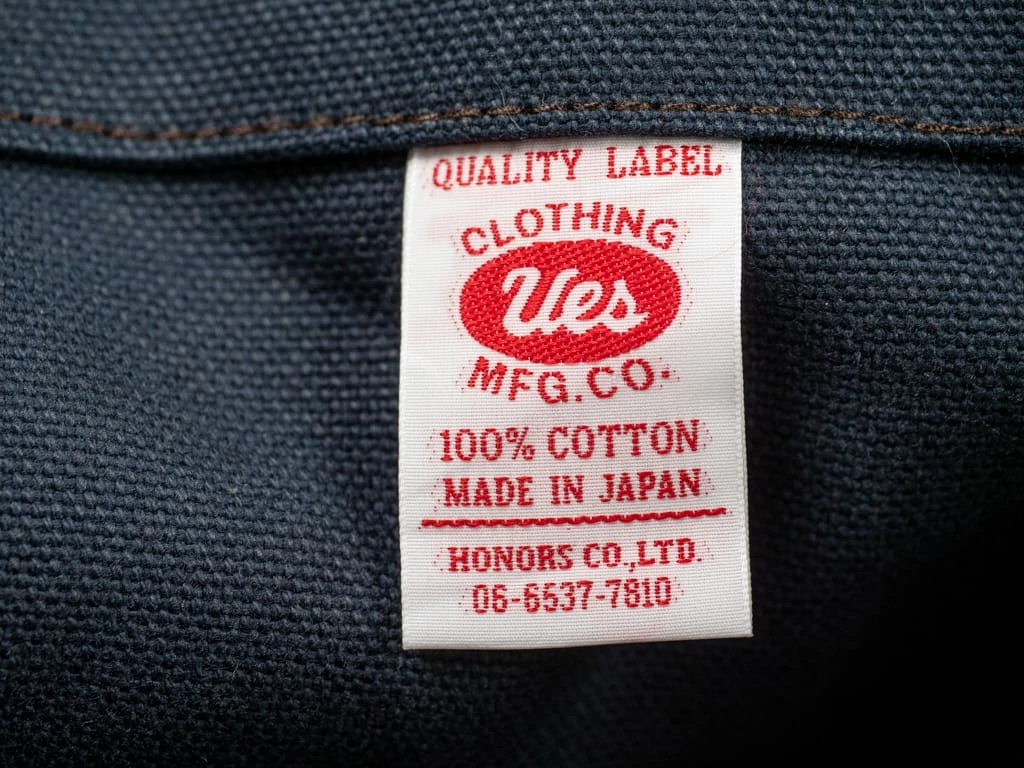 QUALITY LABEL
CLOTHING
Ues
MFG.CO.
100% COTTON
MADE IN JAPAN
HONORS CO.,LTD.
06-6537-7810